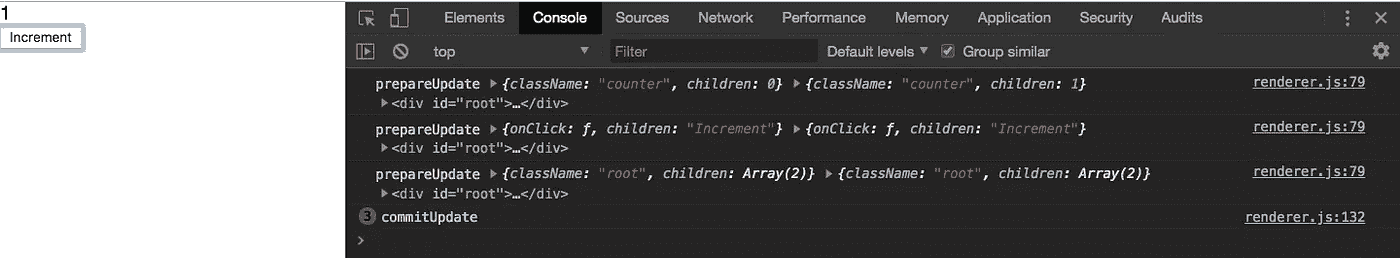 1
Increment
Elements Console Sources Network Performance Memory Application Security Audits
top Filter Default levels Group similar
prepareUpdate {className: "counter", children: 0} {className: "counter", children: 1} renderer.js:79
<div id="root">…</div>
prepareUpdate {onClick: ƒ, children: "Increment"} {onClick: ƒ, children: "Increment"} renderer.js:79
<div id="root">…</div>
prepareUpdate {className: "root", children: Array(2)} {className: "root", children: Array(2)} renderer.js:79
<div id="root">…</div>
3 commitUpdate renderer.js:132